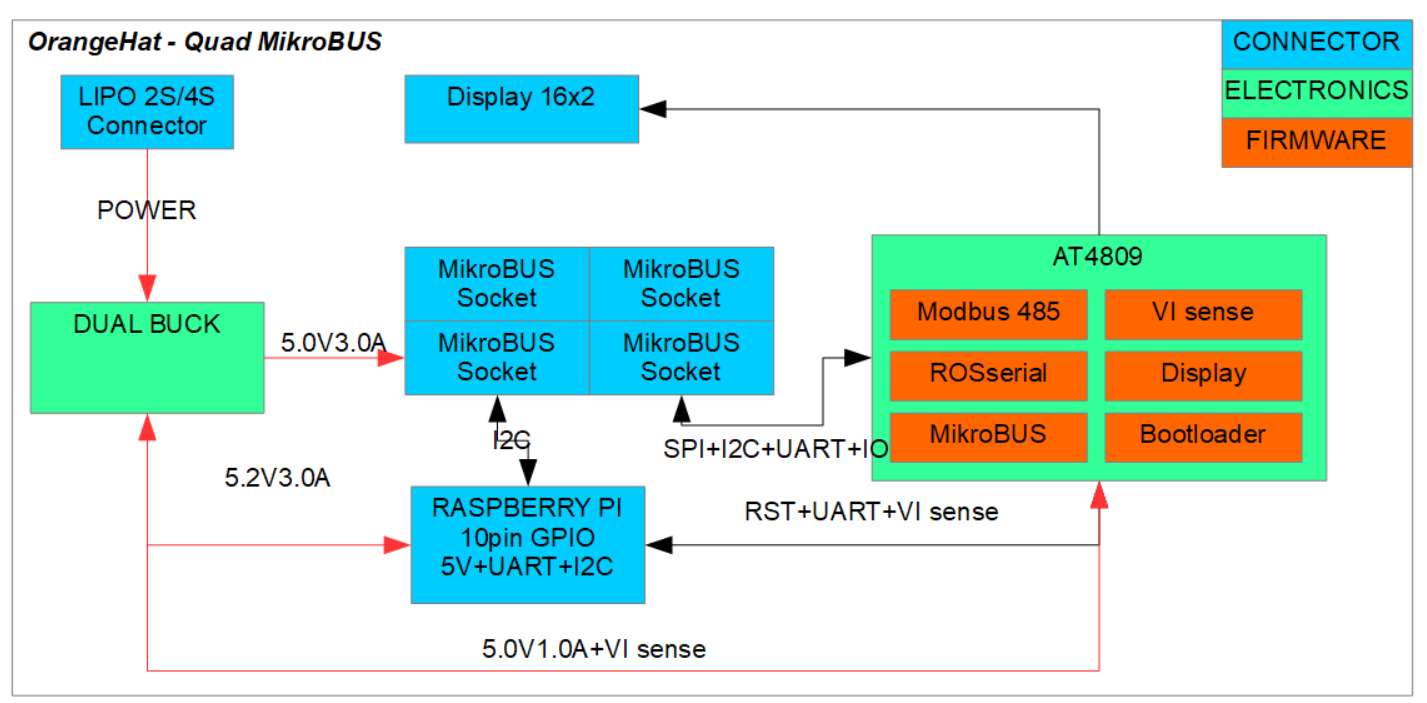 OrangeHat - Quad MikroBUS
CONNECTOR
ELECTRONICS
FIRMWARE
LIPO 2S/4S
Connector
Display 16x2
POWER
DUAL BUCK
5.0V3.0A
MikroBUS
Socket
MikroBUS
Socket
MikroBUS
Socket
MikroBUS
Socket
AT4809
Modbus 485
VI sense
ROSserial
Display
MikroBUS
Bootloader
I2C
SPI+I2C+UART+IO
5.2V3.0A
RASPBERRY PI
10pin GPIO
5V+UART+I2C
RST+UART+VI sense
5.0V1.0A+VI sense